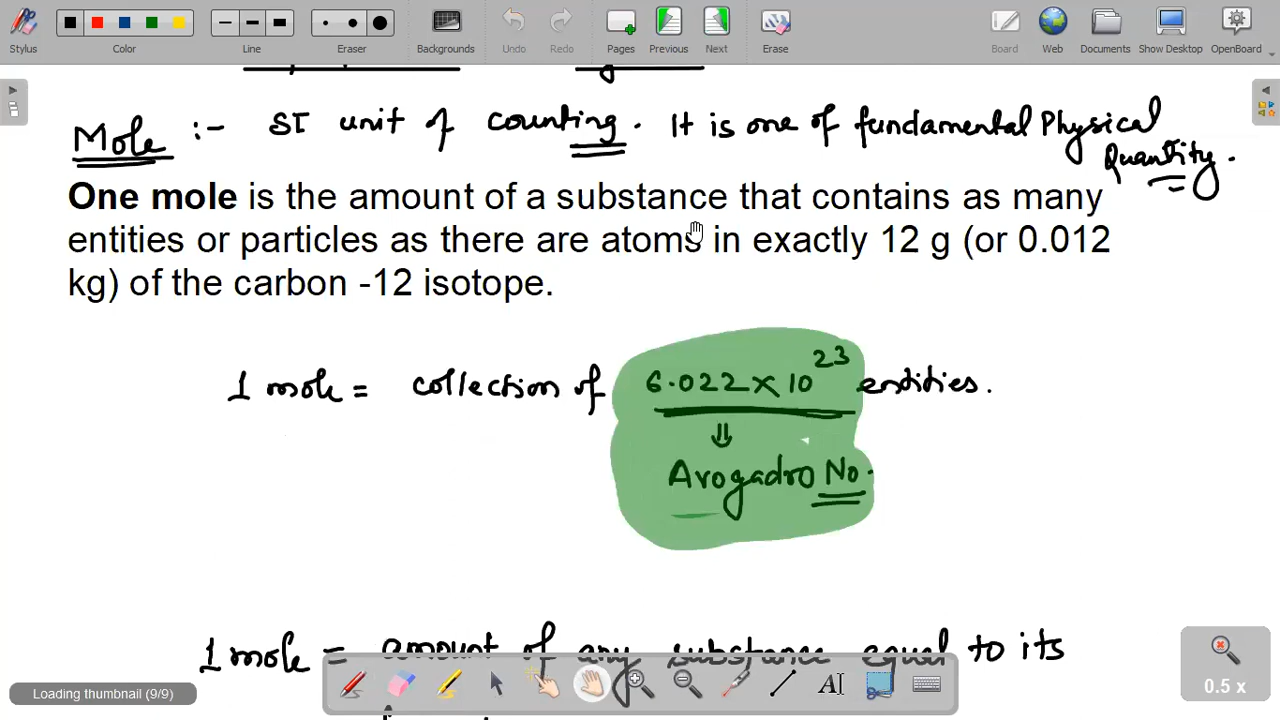 Stylus Color Line Eraser Backgrounds Undo Redo Pages Previous Next Erase Board Web Documents Show Desktop OpenBoard
Mole :- SI unit of counting. It is one of fundamental Physical
Quantity.
One mole is the amount of a substance that contains as many
entities or particles as there are atoms in exactly 12 g (or 0.012
kg) of the carbon -12 isotope.
1 mole = collection of 6.022 × 10²³ entities.
⇓
Avogadro No.
1 mole = amount of any substance equal to its
Loading thumbnail (9/9)
0.5 x